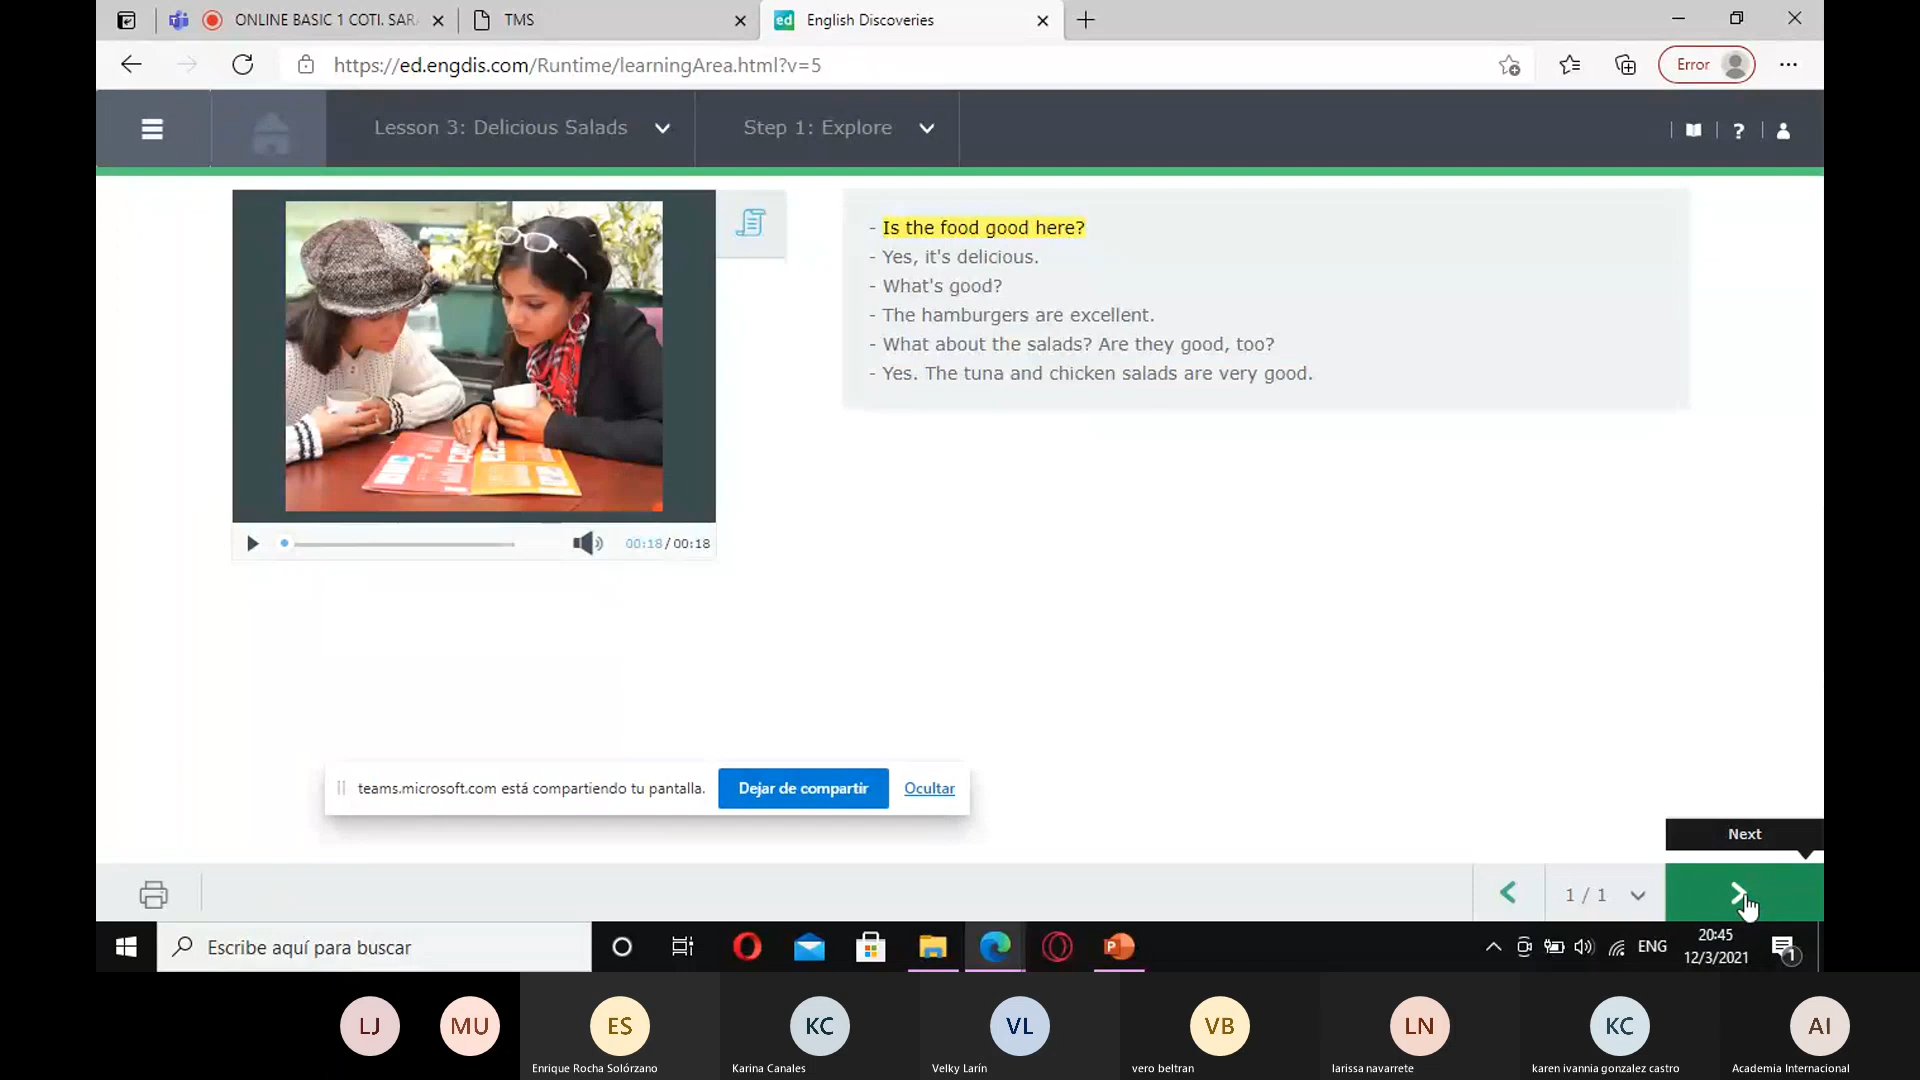 ONLINE BASIC 1 COTI. SAR
TMS
English Discoveries
https://ed.engdis.com/Runtime/learningArea.html?v=5
Error
Lesson 3: Delicious Salads
Step 1: Explore
- Is the food good here?
- Yes, it's delicious.
- What's good?
- The hamburgers are excellent.
- What about the salads? Are they good, too?
- Yes. The tuna and chicken salads are very good.
00:18 / 00:18
teams.microsoft.com está compartiendo tu pantalla.
Dejar de compartir
Ocultar
Next
1 / 1
Escribe aquí para buscar
ENG
20:45
12/3/2021
1
LJ
MU
ES
KC
VL
VB
LN
KC
AI
Enrique Rocha Solórzano
Karina Canales
Velky Larín
vero beltran
larissa navarrete
karen ivannia gonzalez castro
Academia Internacional